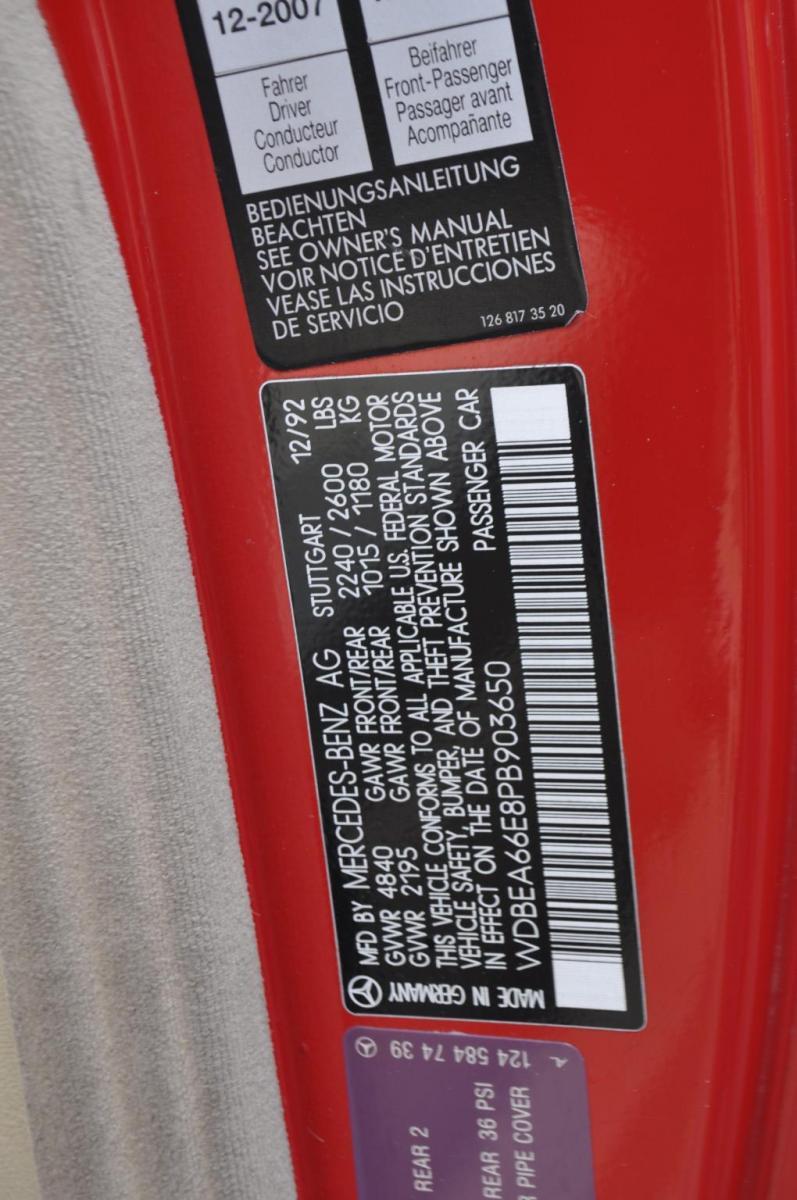 12-2007
Fahrer
Driver
Conducteur
Conductor
Beifahrer
Front-Passenger
Passager avant
Acompañante
BEDIENUNGSANLEITUNG
BEACHTEN
SEE OWNER'S MANUAL
VOIR NOTICE D'ENTRETIEN
VEASE LAS INSTRUCCIONES
DE SERVICIO
126 817 35 20
MFD BY MERCEDES-BENZ AG STUTTGART 12/92
GVWR 4840 GAWR FRONT/REAR 2240 / 2600 LBS
GVWR 2195 GAWR FRONT/REAR 1015 / 1180 KG
THIS VEHICLE CONFORMS TO ALL APPLICABLE U.S. FEDERAL MOTOR
VEHICLE SAFETY, BUMPER, AND THEFT PREVENTION STANDARDS
IN EFFECT ON THE DATE OF MANUFACTURE SHOWN ABOVE
WDBEA66E8PB903650 PASSENGER CAR
MADE IN GERMANY
124 584 74 39
REAR 2
REAR 36 PSI
PIPE COVER